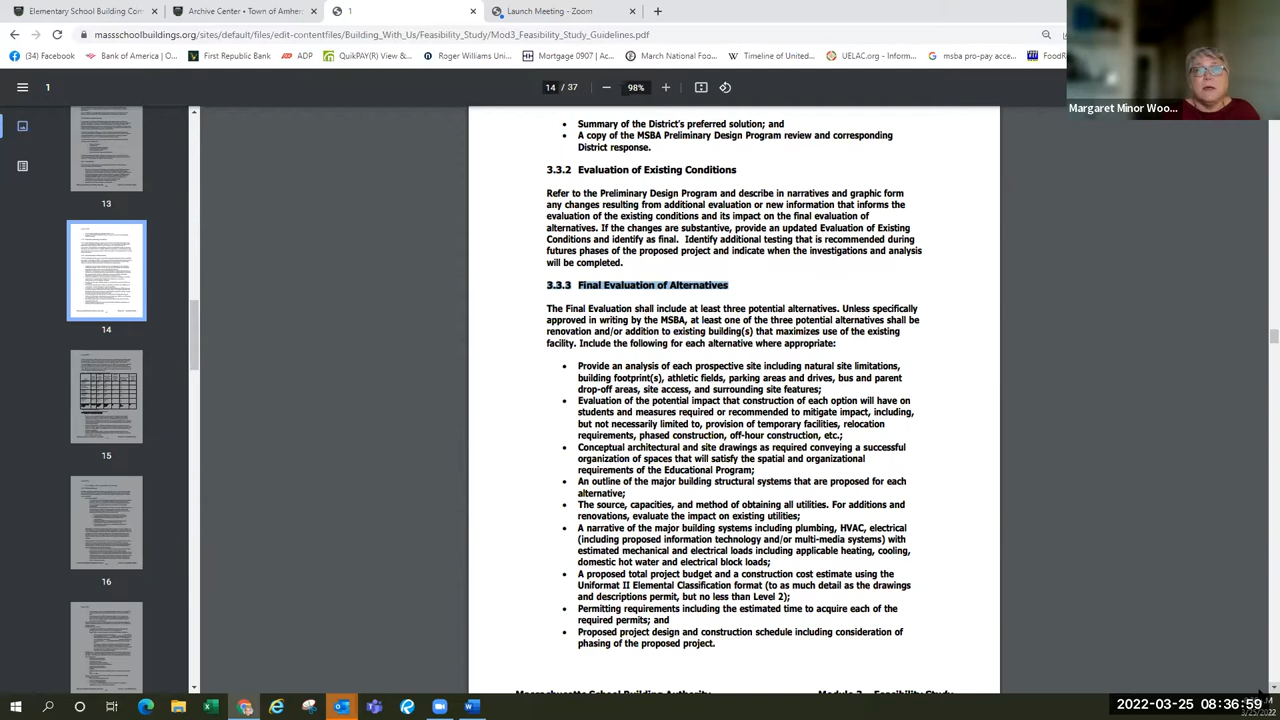 Elementary School Building Com
Archive Center • Town of Amher
1
Launch Meeting - Zoom
massschoolbuildings.org/sites/default/files/edit-contentfiles/Building_With_Us/Feasibility_Study/Mod3_Feasibility_Study_Guidelines.pdf
(34) Facebook
Bank of America | O...
First Republic Bank
ADP
QuikPAY(R) View &...
Roger Williams Uni...
Mortgage 0907 | Ac...
March National Foo...
Timeline of United...
UELAC.org - Inform...
msba pro-pay acce...
FoodR
1
14 / 37
98%
Margaret Minor Woo...
Summary of the District's preferred solution; and
A copy of the MSBA Preliminary Design Program review and corresponding
District response.
3.3.2 Evaluation of Existing Conditions
Refer to the Preliminary Design Program and describe in narratives and graphic form
any changes resulting from additional evaluation or new information that informs the
evaluation of the existing conditions and its impact on the final evaluation of
alternatives. If the changes are substantive, provide an updated Evaluation of Existing
Conditions and identify as final. Identify additional testing that is recommended during
futures phases of the proposed project and indicate when the investigations and analysis
will be completed.
3.3.3 Final Evaluation of Alternatives
The Final Evaluation shall include at least three potential alternatives. Unless specifically
approved in writing by the MSBA, at least one of the three potential alternatives shall be
renovation and/or addition to existing building(s) that maximizes use of the existing
facility. Include the following for each alternative where appropriate:
• Provide an analysis of each prospective site including natural site limitations,
building footprint(s), athletic fields, parking areas and drives, bus and parent
drop-off areas, site access, and surrounding site features;
• Evaluation of the potential impact that construction of each option will have on
students and measures required or recommended to mitigate impact, including,
but not necessarily limited to, provision of temporary facilities, relocation
requirements, phased construction, off-hour construction, etc.;
• Conceptual architectural and site drawings as required conveying a successful
organization of spaces that will satisfy the spatial and organizational
requirements of the Educational Program;
• An outline of the major building structural systems that are proposed for each
alternative;
• The source, capacities, and method of obtaining all utilities. For additions and
renovations, evaluate the impact on existing utilities;
• A narrative of the major building systems including plumbing, HVAC, electrical
(including proposed information technology and/or multi-media systems) with
estimated mechanical and electrical loads including applicable heating, cooling,
domestic hot water and electrical block loads;
• A proposed total project budget and a construction cost estimate using the
Uniformat II Elemental Classification format (to as much detail as the drawings
and descriptions permit, but no less than Level 2);
• Permitting requirements including the estimated time to acquire each of the
required permits; and
• Proposed project design and construction schedule including consideration of
phasing of the proposed project.
Massachusetts School Building Authority
Module 3 – Feasibility Study
13
14
15
16
2022-03-25 08:36:59